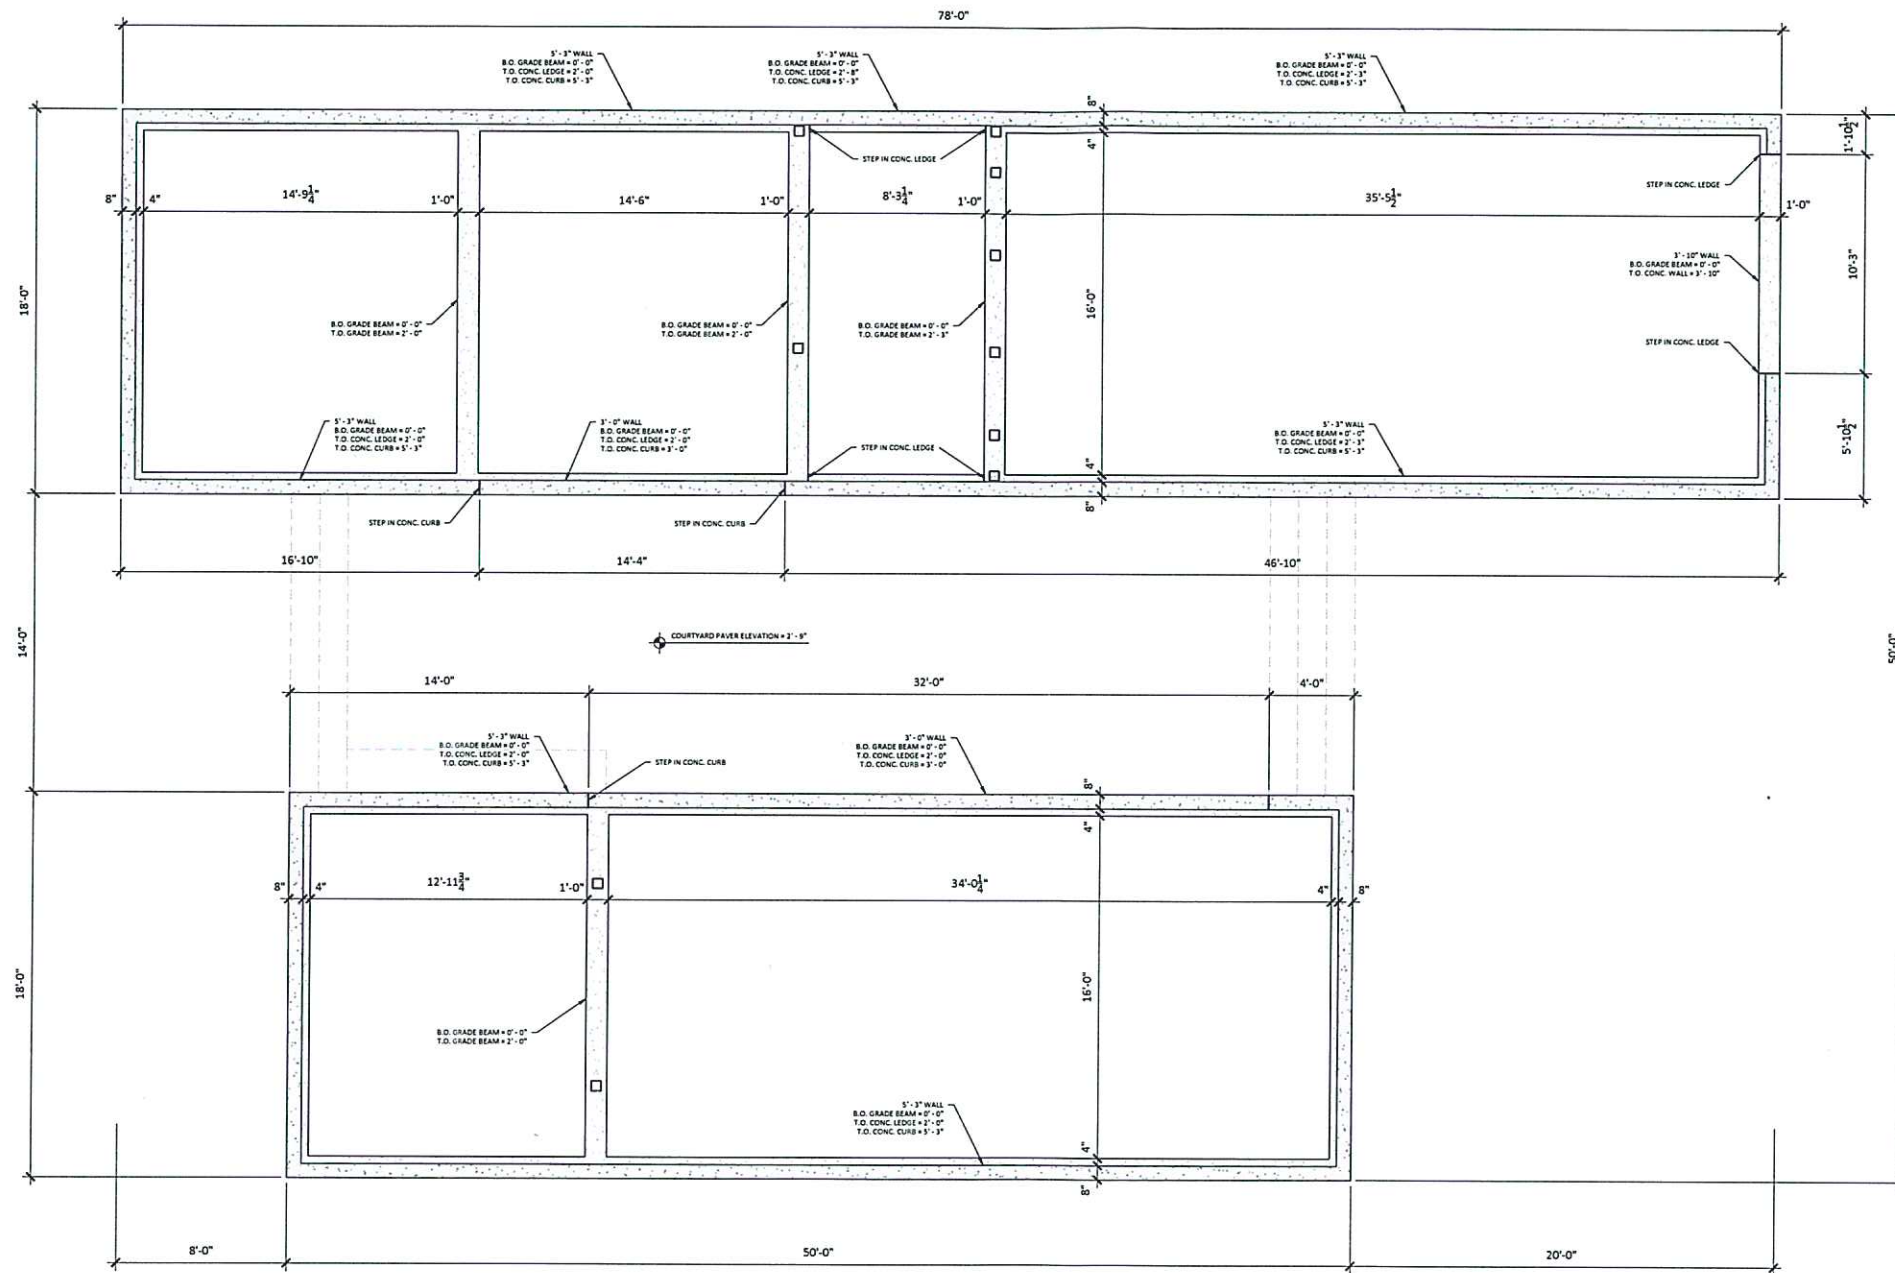 78'-0"
5'-3" WALL
B.O. GRADE BEAM = 0'-0"
T.O. CONC. LEDGE = 2'-0"
T.O. CONC. CURB = 5'-3"
5'-3" WALL
B.O. GRADE BEAM = 0'-0"
T.O. CONC. LEDGE = 2'-8"
T.O. CONC. CURB = 5'-3"
5'-3" WALL
B.O. GRADE BEAM = 0'-0"
T.O. CONC. LEDGE = 2'-3"
T.O. CONC. CURB = 5'-3"
8"
4"
1'-10 1/2"
STEP IN CONC. LEDGE
STEP IN CONC. LEDGE
8"
4"
14'-9 1/4"
1'-0"
14'-6"
1'-0"
8'-3 1/4"
1'-0"
35'-5 1/2"
1'-0"
18'-0"
16'-0"
3'-10" WALL
B.O. GRADE BEAM = 0'-0"
T.O. CONC. WALL = 3'-10"
10'-3"
B.O. GRADE BEAM = 0'-0"
T.O. GRADE BEAM = 2'-0"
B.O. GRADE BEAM = 0'-0"
T.O. GRADE BEAM = 2'-0"
B.O. GRADE BEAM = 0'-0"
T.O. GRADE BEAM = 2'-3"
STEP IN CONC. LEDGE
5'-3" WALL
B.O. GRADE BEAM = 0'-0"
T.O. CONC. LEDGE = 2'-0"
T.O. CONC. CURB = 5'-3"
3'-0" WALL
B.O. GRADE BEAM = 0'-0"
T.O. CONC. LEDGE = 2'-0"
T.O. CONC. CURB = 3'-0"
STEP IN CONC. LEDGE
5'-3" WALL
B.O. GRADE BEAM = 0'-0"
T.O. CONC. LEDGE = 2'-3"
T.O. CONC. CURB = 5'-3"
5'-10 1/2"
4"
8"
STEP IN CONC. CURB
STEP IN CONC. CURB
16'-10"
14'-4"
46'-10"
14'-0"
COURTYARD PAVER ELEVATION = 2'-9"
50'-0"
14'-0"
32'-0"
4'-0"
5'-3" WALL
B.O. GRADE BEAM = 0'-0"
T.O. CONC. LEDGE = 2'-0"
T.O. CONC. CURB = 5'-3"
STEP IN CONC. CURB
3'-0" WALL
B.O. GRADE BEAM = 0'-0"
T.O. CONC. LEDGE = 2'-0"
T.O. CONC. CURB = 3'-0"
8"
4"
8"
4"
12'-11 3/4"
1'-0"
34'-0 1/4"
4"
8"
18'-0"
16'-0"
B.O. GRADE BEAM = 0'-0"
T.O. GRADE BEAM = 2'-0"
5'-3" WALL
B.O. GRADE BEAM = 0'-0"
T.O. CONC. LEDGE = 2'-0"
T.O. CONC. CURB = 5'-3"
4"
8"
8'-0"
50'-0"
20'-0"